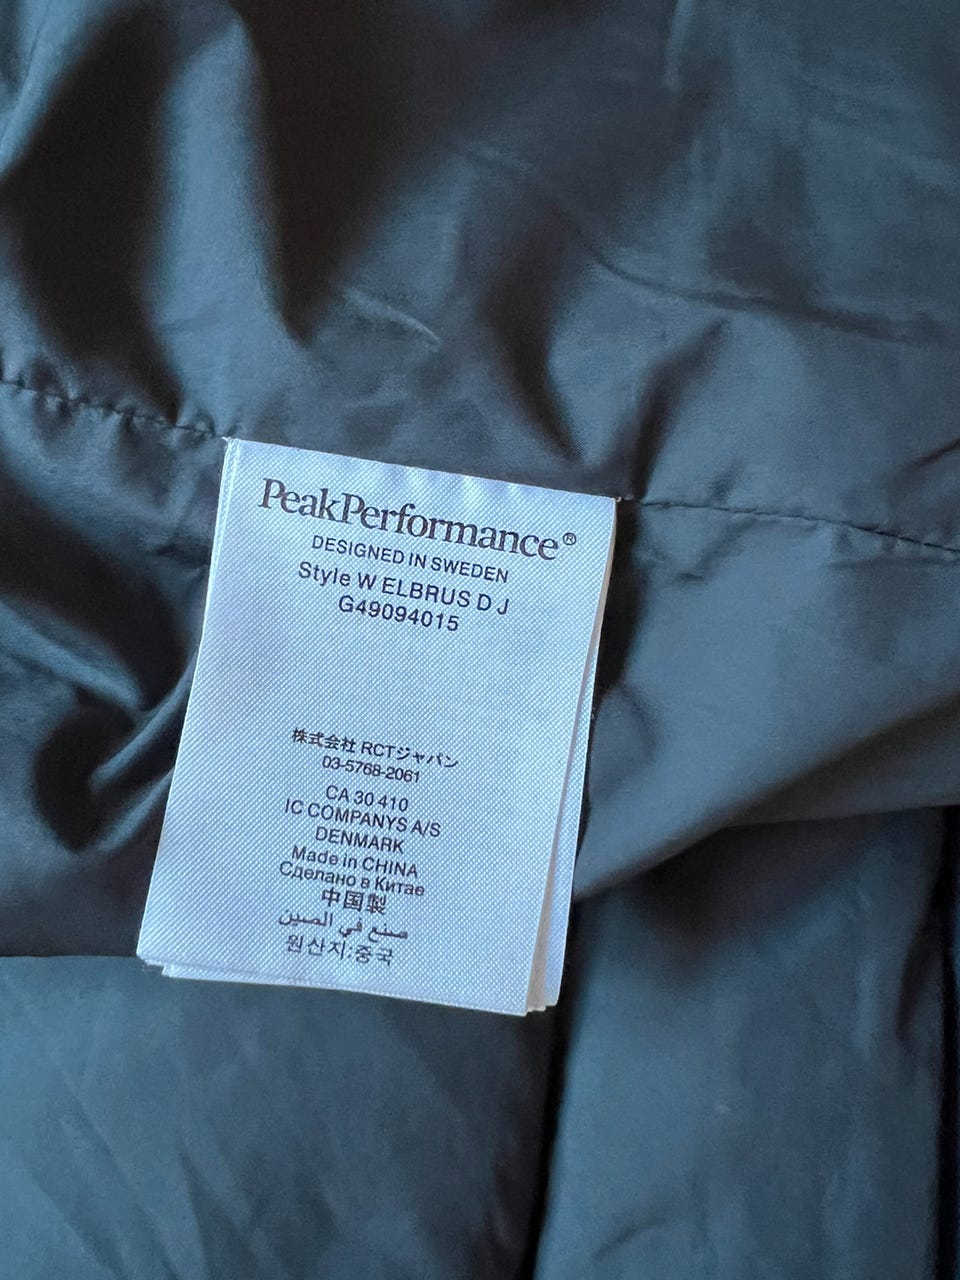 PeakPerformance®
DESIGNED IN SWEDEN
Style W ELBRUS D J
G49094015
株式会社 RCTジャパン
03-5768-2061
CA 30 410
IC COMPANYS A/S
DENMARK
Made in CHINA
Сделано в Китае
中国製
صنع في الصين
원산지:중국